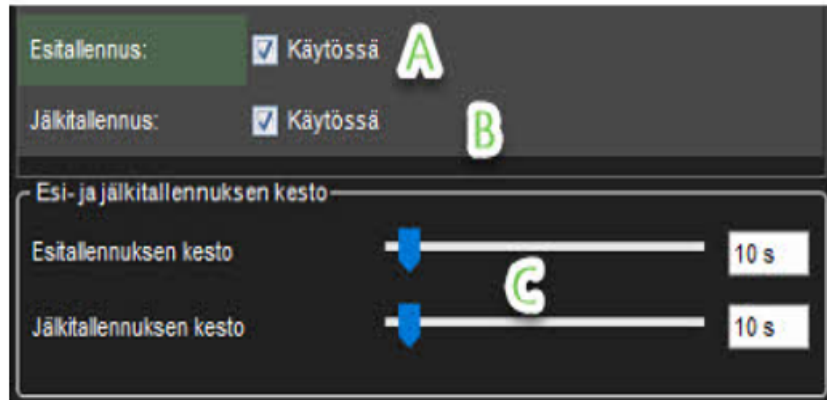 Esitallennus: Käytössä A
Jälkitallennus: Käytössä B
Esi- ja jälkitallennuksen kesto
Esitallennuksen kesto 10 s
C
Jälkitallennuksen kesto 10 s